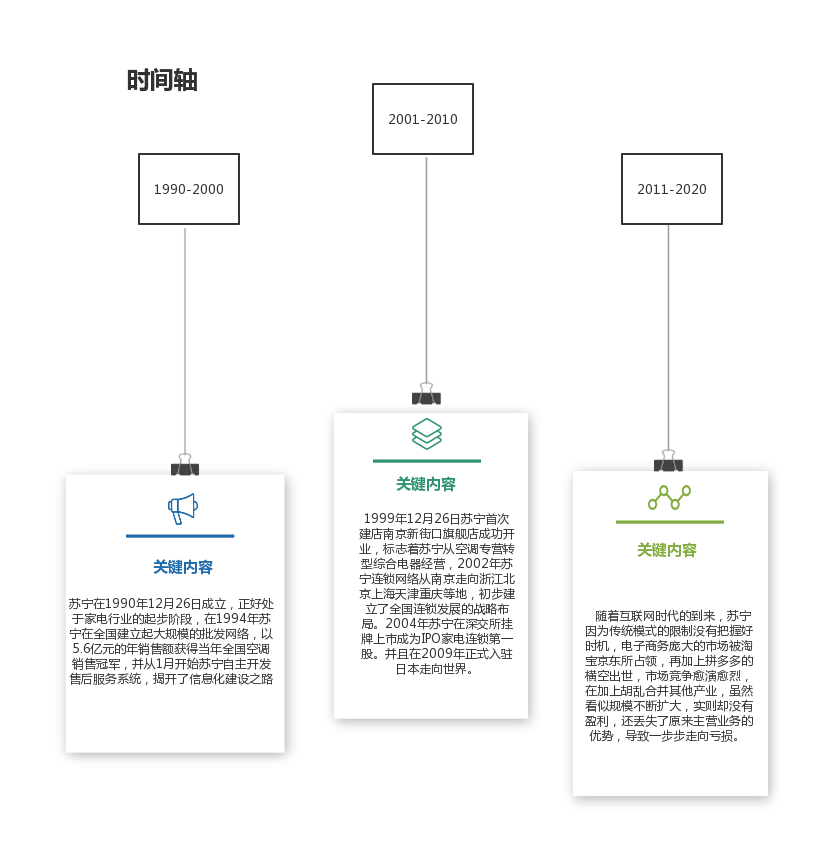 时间轴
1990-2000
关键内容
苏宁在1990年12月26日成立，正好处
于家电行业的起步阶段，在1994年苏
宁在全国建立起大规模的批发网络，以
5.6亿元的年销售额获得当年全国空调
销售冠军，并从1月开始苏宁自主开发
售后服务系统，揭开了信息化建设之路
2001-2010
关键内容
1999年12月26日苏宁首次
建店南京新街口旗舰店成功开
业，标志着苏宁从空调专营转
型综合电器经营，2002年苏
宁连锁网络从南京走向浙江北
京上海天津重庆等地，初步建
立了全国连锁发展的战略布
局。2004年苏宁在深交所挂
牌上市成为IPO家电连锁第一
股。并且在2009年正式入驻
日本走向世界。
2011-2020
关键内容
随着互联网时代的到来，苏宁
因为传统模式的限制没有把握好
时机，电子商务庞大的市场被淘
宝京东所占领，再加上拼多多的
横空出世，市场竞争愈演愈烈，
在加上胡乱合并其他产业，虽然
看似规模不断扩大，实则却没有
盈利，还丢失了原来主营业务的
优势，导致一步步走向亏损。